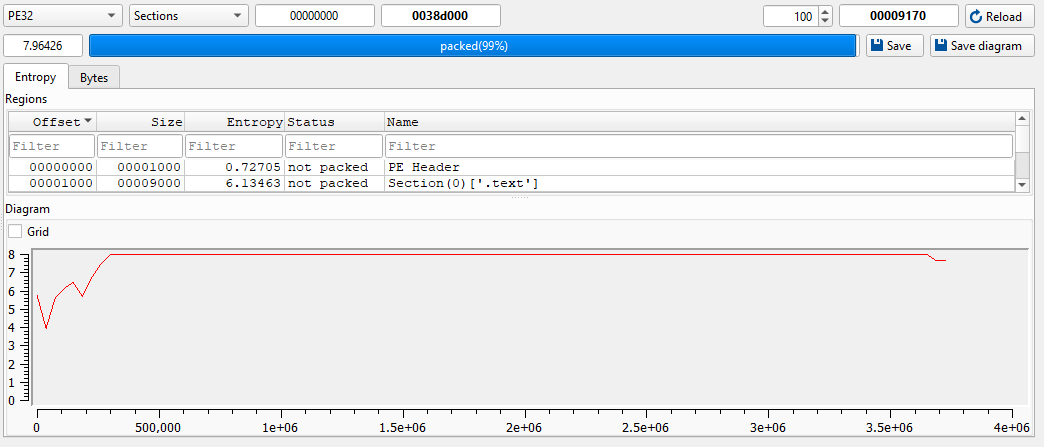 PE32 Sections 00000000 0038d000 100 00009170 Reload
7.96426 packed(99%) Save Save diagram
Entropy Bytes
Regions
Offset Size Entropy Status Name
Filter Filter Filter Filter Filter
00000000 00001000 0.72705 not packed PE Header
00001000 00009000 6.13463 not packed Section(0)['.text']
Diagram
Grid
8
7
6
5
4
3
2
1
0
0 500,000 1e+06 1.5e+06 2e+06 2.5e+06 3e+06 3.5e+06 4e+06